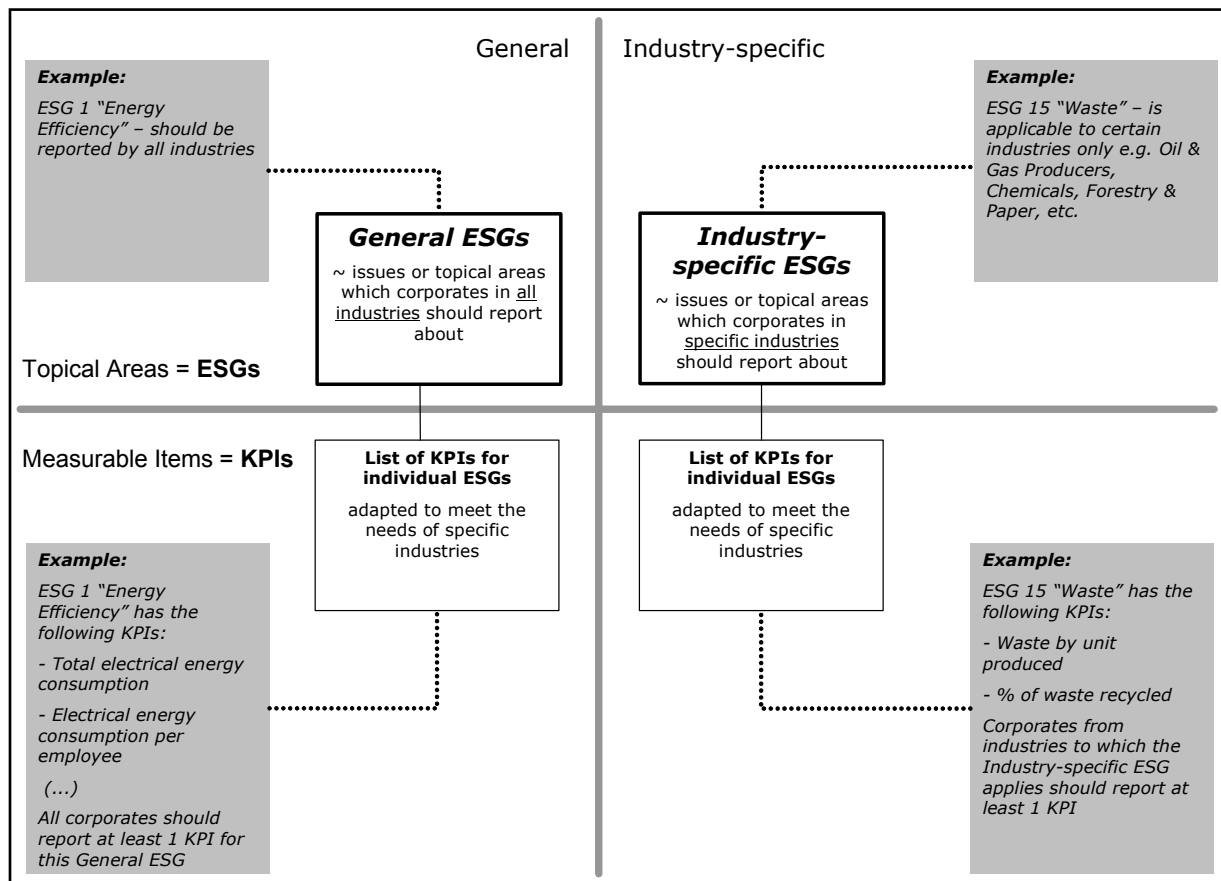 General
Industry-specific
Example:
ESG 1 “Energy
Efficiency” – should be
reported by all industries
Example:
ESG 15 “Waste” – is
applicable to certain
industries only e.g. Oil &
Gas Producers,
Chemicals, Forestry &
Paper, etc.
General ESGs
~ issues or topical areas
which corporates in all
industries should report
about
Industry-
specific ESGs
~ issues or topical areas
which corporates in
specific industries
should report about
Topical Areas = ESGs
Measurable Items = KPIs
List of KPIs for
individual ESGs
adapted to meet the
needs of specific
industries
List of KPIs for
individual ESGs
adapted to meet the
needs of specific
industries
Example:
ESG 1 “Energy
Efficiency” has the
following KPIs:
- Total electrical energy
consumption
- Electrical energy
consumption per
employee
(...)
All corporates should
report at least 1 KPI for
this General ESG
Example:
ESG 15 “Waste” has the
following KPIs:
- Waste by unit
produced
- % of waste recycled
Corporates from
industries to which the
Industry-specific ESG
applies should report at
least 1 KPI